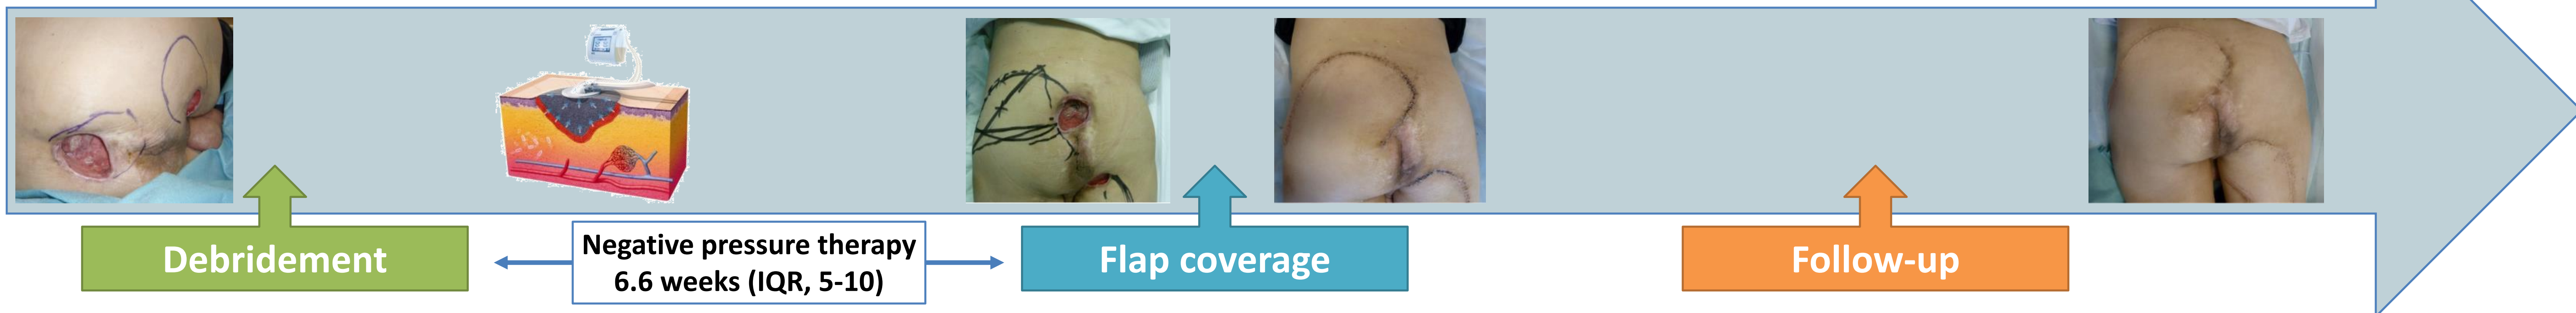 Debridement
Negative pressure therapy
6.6 weeks (IQR, 5-10)
Flap coverage
Follow-up